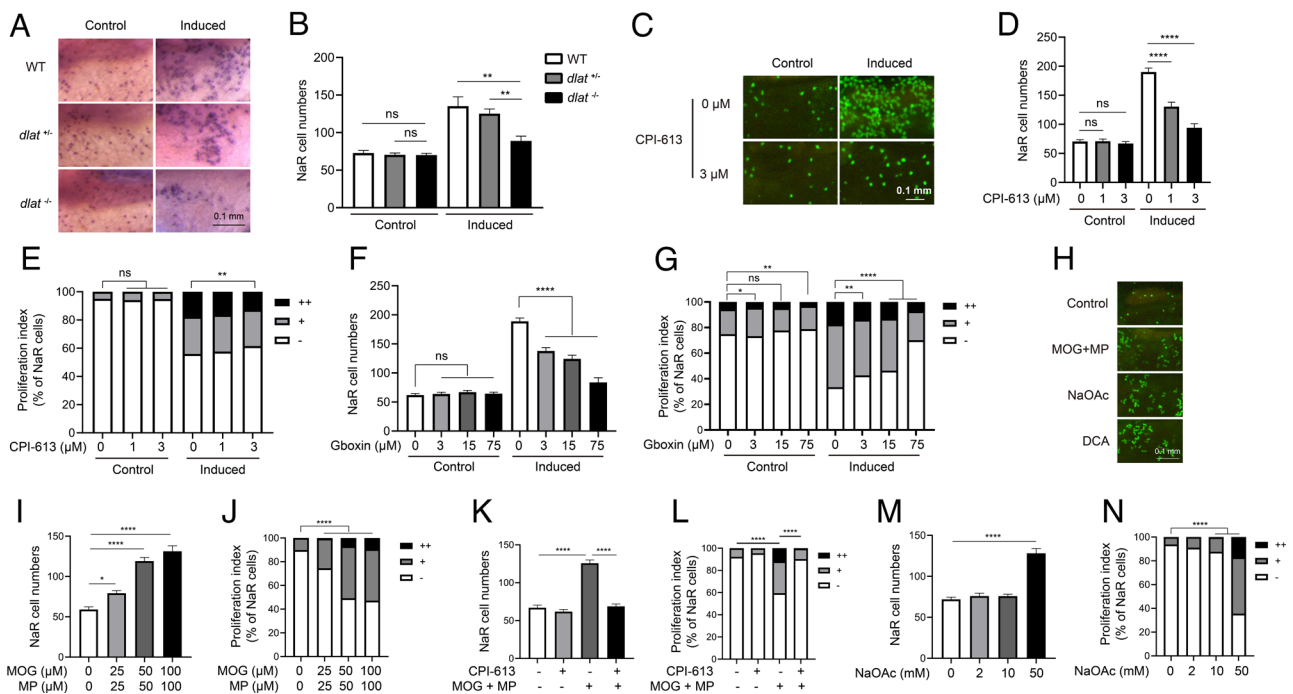 A
Control
Induced
WT
dlat +/-
dlat -/-
0.1 mm
B
NaR cell numbers
200
150
100
50
0
ns
ns
**
**
WT
dlat +/-
dlat -/-
Control
Induced
C
Control
Induced
CPI-613
0 µM
3 µM
0.1 mm
D
NaR cell numbers
250
200
150
100
50
0
ns
ns
****
****
CPI-613 (µM)
0 1 3 0 1 3
Control
Induced
E
Proliferation index
(% of NaR cells)
100
80
60
40
20
0
ns
**
++
+
-
CPI-613 (µM)
0 1 3 0 1 3
Control
Induced
F
NaR cell numbers
250
200
150
100
50
0
ns
****
Gboxin (µM)
0 3 15 75 0 3 15 75
Control
Induced
G
Proliferation index
(% of NaR cells)
100
80
60
40
20
0
**
ns
*
****
**
++
+
-
Gboxin (µM)
0 3 15 75 0 3 15 75
Control
Induced
H
Control
MOG+MP
NaOAc
DCA
0.1 mm
I
NaR cell numbers
150
100
50
0
****
****
*
MOG (µM) 0 25 50 100
MP (µM) 0 25 50 100
J
Proliferation index
(% of NaR cells)
100
80
60
40
20
0
****
++
+
-
MOG (µM) 0 25 50 100
MP (µM) 0 25 50 100
K
NaR cell numbers
150
100
50
0
****
****
CPI-613 - + - +
MOG + MP - - + +
L
Proliferation index
(% of NaR cells)
100
80
60
40
20
0
****
****
++
+
-
CPI-613 - + - +
MOG + MP - - + +
M
NaR cell numbers
150
100
50
0
****
NaOAc (mM) 0 2 10 50
N
Proliferation index
(% of NaR cells)
100
80
60
40
20
0
****
++
+
-
NaOAc (mM) 0 2 10 50